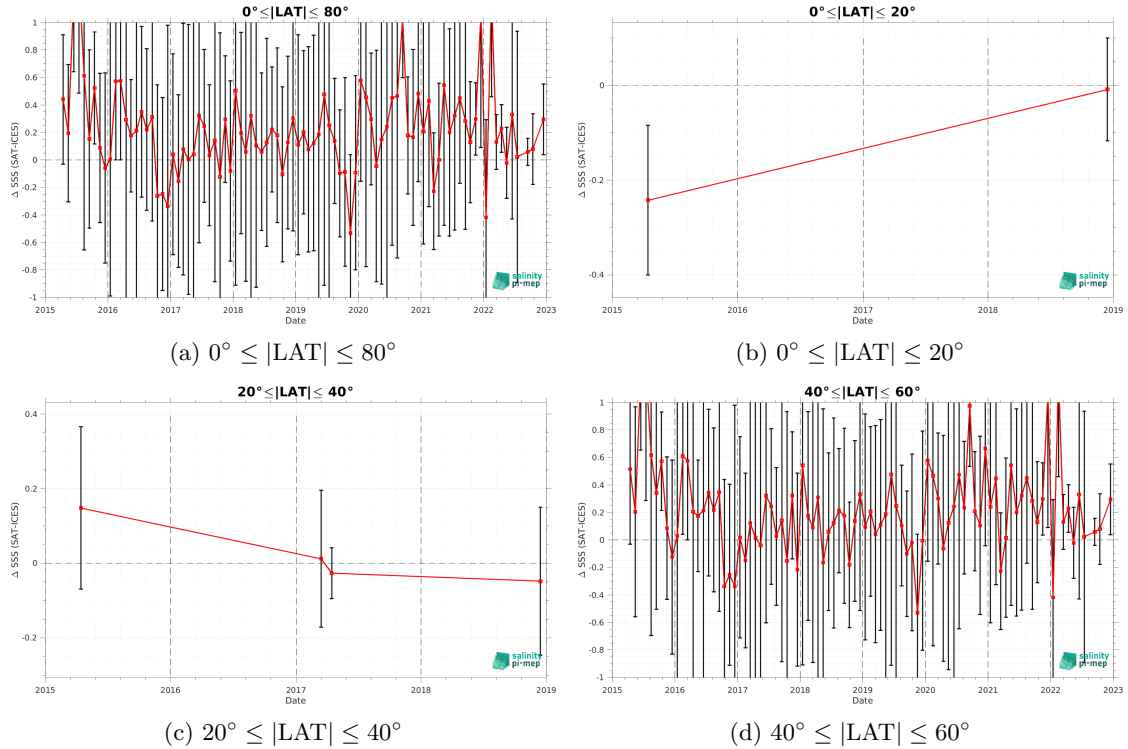 0°≤|LAT|≤ 80°
1
0.8
0.6
0.4
0.2
0
-0.2
-0.4
-0.6
-0.8
-1
Δ SSS (SAT-ICES)
2015 2016 2017 2018 2019 2020 2021 2022 2023
Date
salinity
pi-mep
(a) 0° ≤ |LAT| ≤ 80°
0°≤|LAT|≤ 20°
0
-0.2
-0.4
Δ SSS (SAT-ICES)
2015 2016 2017 2018 2019
Date
salinity
pi-mep
(b) 0° ≤ |LAT| ≤ 20°
20°≤|LAT|≤ 40°
0.4
0.2
0
-0.2
Δ SSS (SAT-ICES)
2015 2016 2017 2018 2019
Date
salinity
pi-mep
(c) 20° ≤ |LAT| ≤ 40°
40°≤|LAT|≤ 60°
1
0.8
0.6
0.4
0.2
0
-0.2
-0.4
-0.6
-0.8
-1
Δ SSS (SAT-ICES)
2015 2016 2017 2018 2019 2020 2021 2022 2023
Date
salinity
pi-mep
(d) 40° ≤ |LAT| ≤ 60°